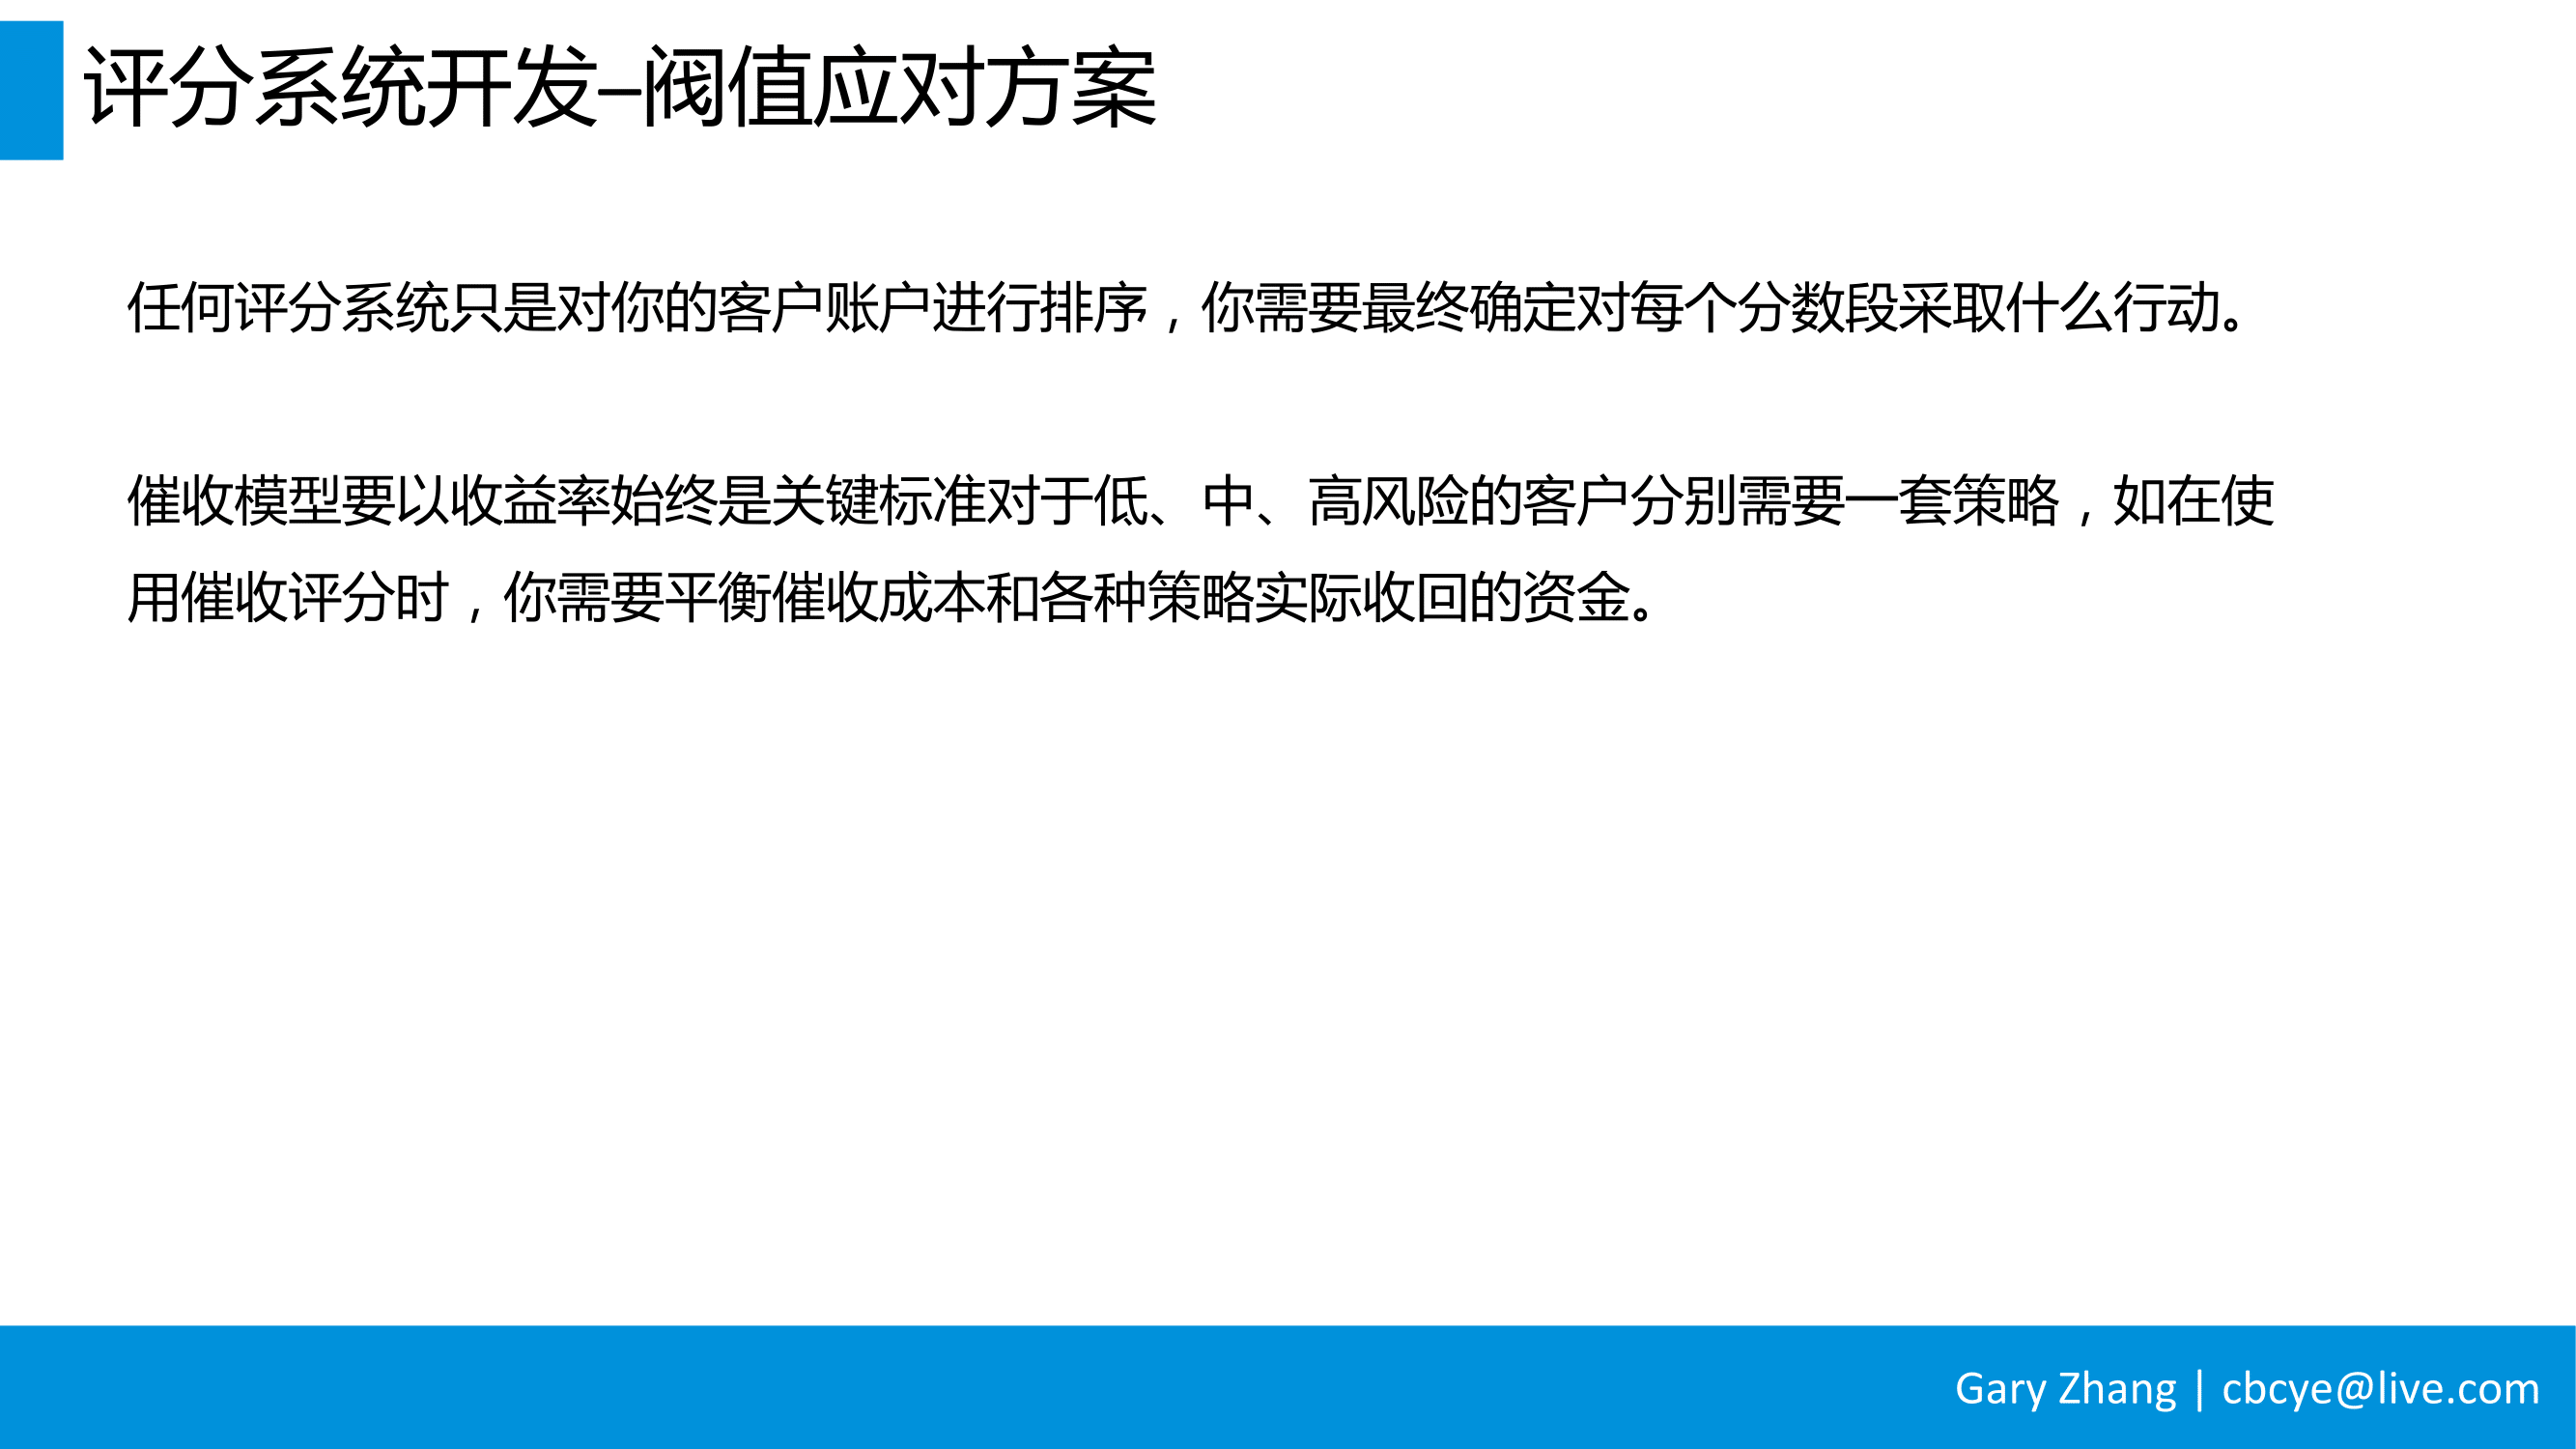 评分系统开发–阀值应对方案
任何评分系统只是对你的客户账户进行排序，你需要最终确定对每个分数段采取什么行动。
催收模型要以收益率始终是关键标准对于低、中、高风险的客户分别需要一套策略，如在使
用催收评分时，你需要平衡催收成本和各种策略实际收回的资金。
Gary Zhang | cbcye@live.com